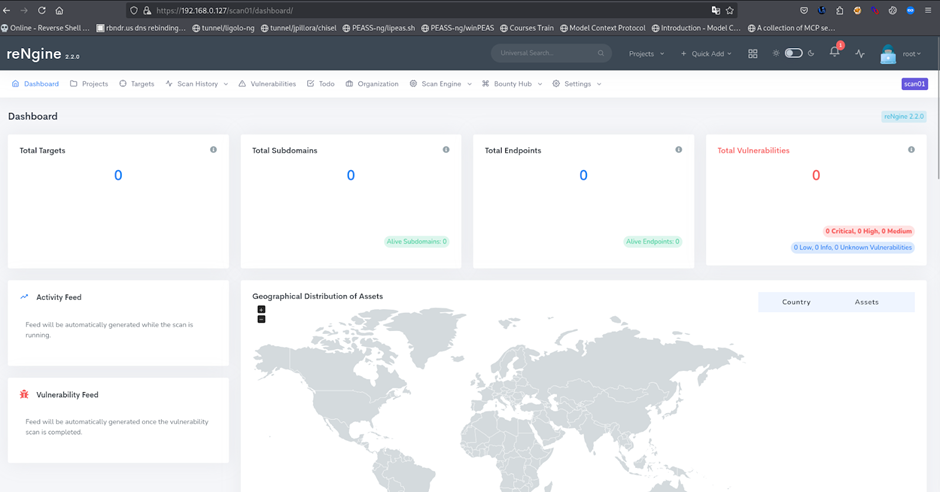 https://192.168.0.127/scan01/dashboard/
Online - Reverse Shell ... rbndr.us dns rebinding... tunnel/ligolo-ng tunnel/jpillora/chisel PEASS-ng/lipeas.sh PEASS-ng/winPEAS Courses Train Model Context Protocol Introduction - Model C... A collection of MCP se...
reNgine 2.2.0 Universal Search... Projects + Quick Add 1 root
Dashboard Projects Targets Scan History Vulnerabilities Todo Organization Scan Engine Bounty Hub Settings scan01
Dashboard reNgine 2.2.0
Total Targets Total Subdomains Total Endpoints Total Vulnerabilities
0 0 0 0
0 Critical, 0 High, 0 Medium
Alive Subdomains: 0 Alive Endpoints: 0 0 Low, 0 Info, 0 Unknown Vulnerabilities
Activity Feed
Feed will be automatically generated while the scan is
running.
Geographical Distribution of Assets
+
−
Country Assets
Vulnerability Feed
Feed will be automatically generated once the vulnerability
scan is completed.